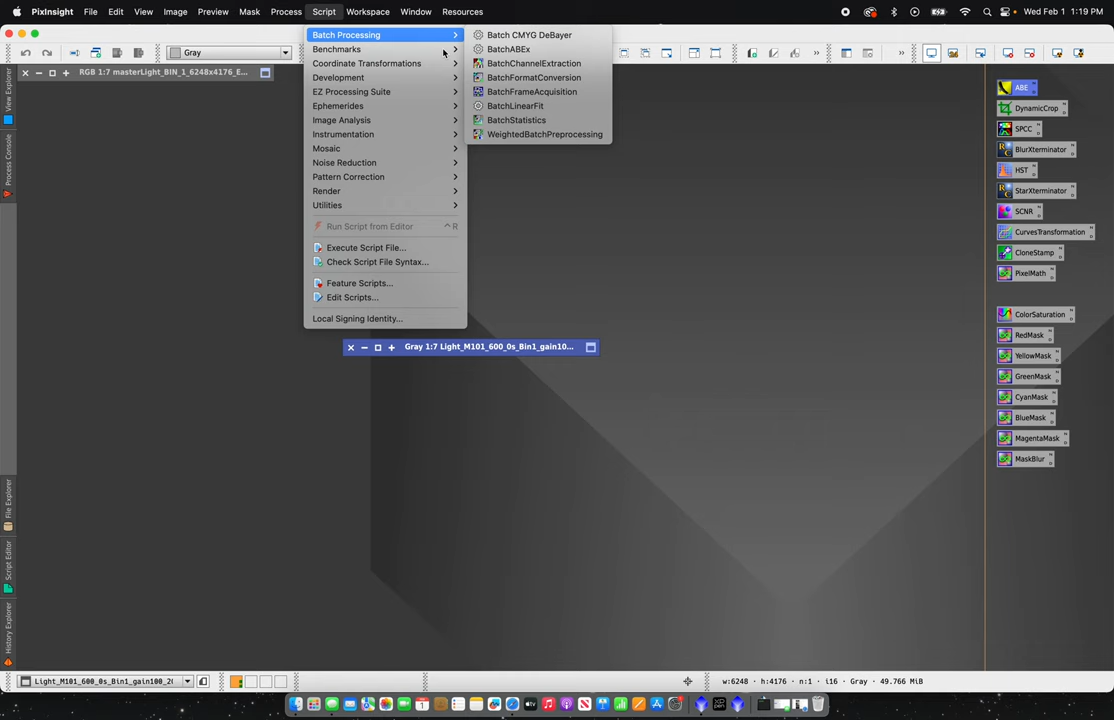 PixInsight File Edit View Image Preview Mask Process Script Workspace Window Resources Wed Feb 1 1:19 PM
Gray
RGB 1:7 masterLight_BIN_1_6248x4176_E...
Batch Processing
Benchmarks
Coordinate Transformations
Development
EZ Processing Suite
Ephemerides
Image Analysis
Instrumentation
Mosaic
Noise Reduction
Pattern Correction
Render
Utilities
Run Script from Editor ^ R
Execute Script File...
Check Script File Syntax...
Feature Scripts...
Edit Scripts...
Local Signing Identity...
Batch CMYG DeBayer
BatchABEx
BatchChannelExtraction
BatchFormatConversion
BatchFrameAcquisition
BatchLinearFit
BatchStatistics
WeightedBatchPreprocessing
Gray 1:7 Light_M101_600_0s_Bin1_gain10...
ABE
DynamicCrop
SPCC
BlurXterminator
HST
StarXterminator
SCNR
CurvesTransformation
CloneStamp
PixelMath
ColorSaturation
RedMask
YellowMask
GreenMask
CyanMask
BlueMask
MagentaMask
MaskBlur
View Explorer
Process Console
File Explorer
Script Editor
History Explorer
Light_M101_600_0s_Bin1_gain100_2( w:6248 · h:4176 · n:1 · i16 · Gray · 49.766 MiB